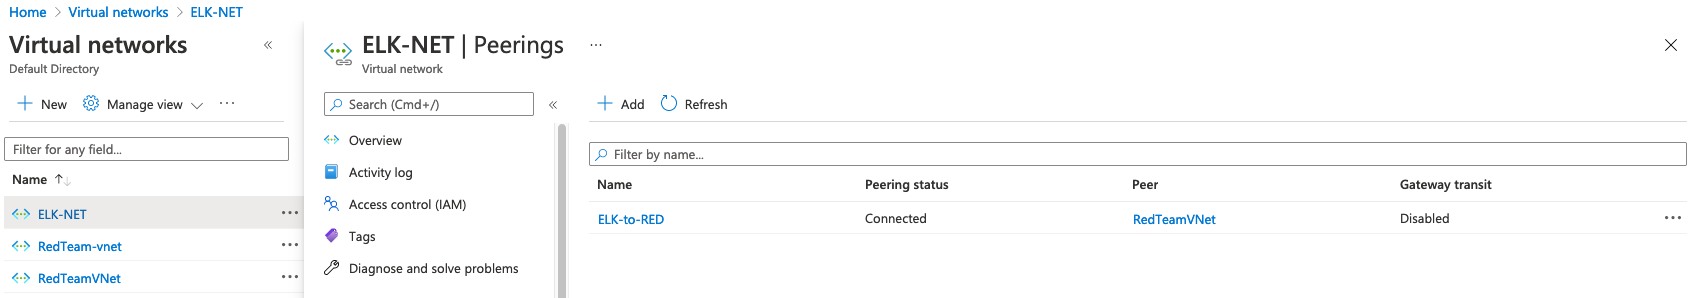 Home > Virtual networks > ELK-NET
Virtual networks «
Default Directory
+ New Manage view ...
Filter for any field...
Name ↑↓
ELK-NET ...
RedTeam-vnet ...
RedTeamVNet ...
ELK-NET | Peerings ...
Virtual network
Search (Cmd+/) «
Overview
Activity log
Access control (IAM)
Tags
Diagnose and solve problems
+ Add Refresh
Filter by name...
Name Peering status Peer Gateway transit
ELK-to-RED Connected RedTeamVNet Disabled ...